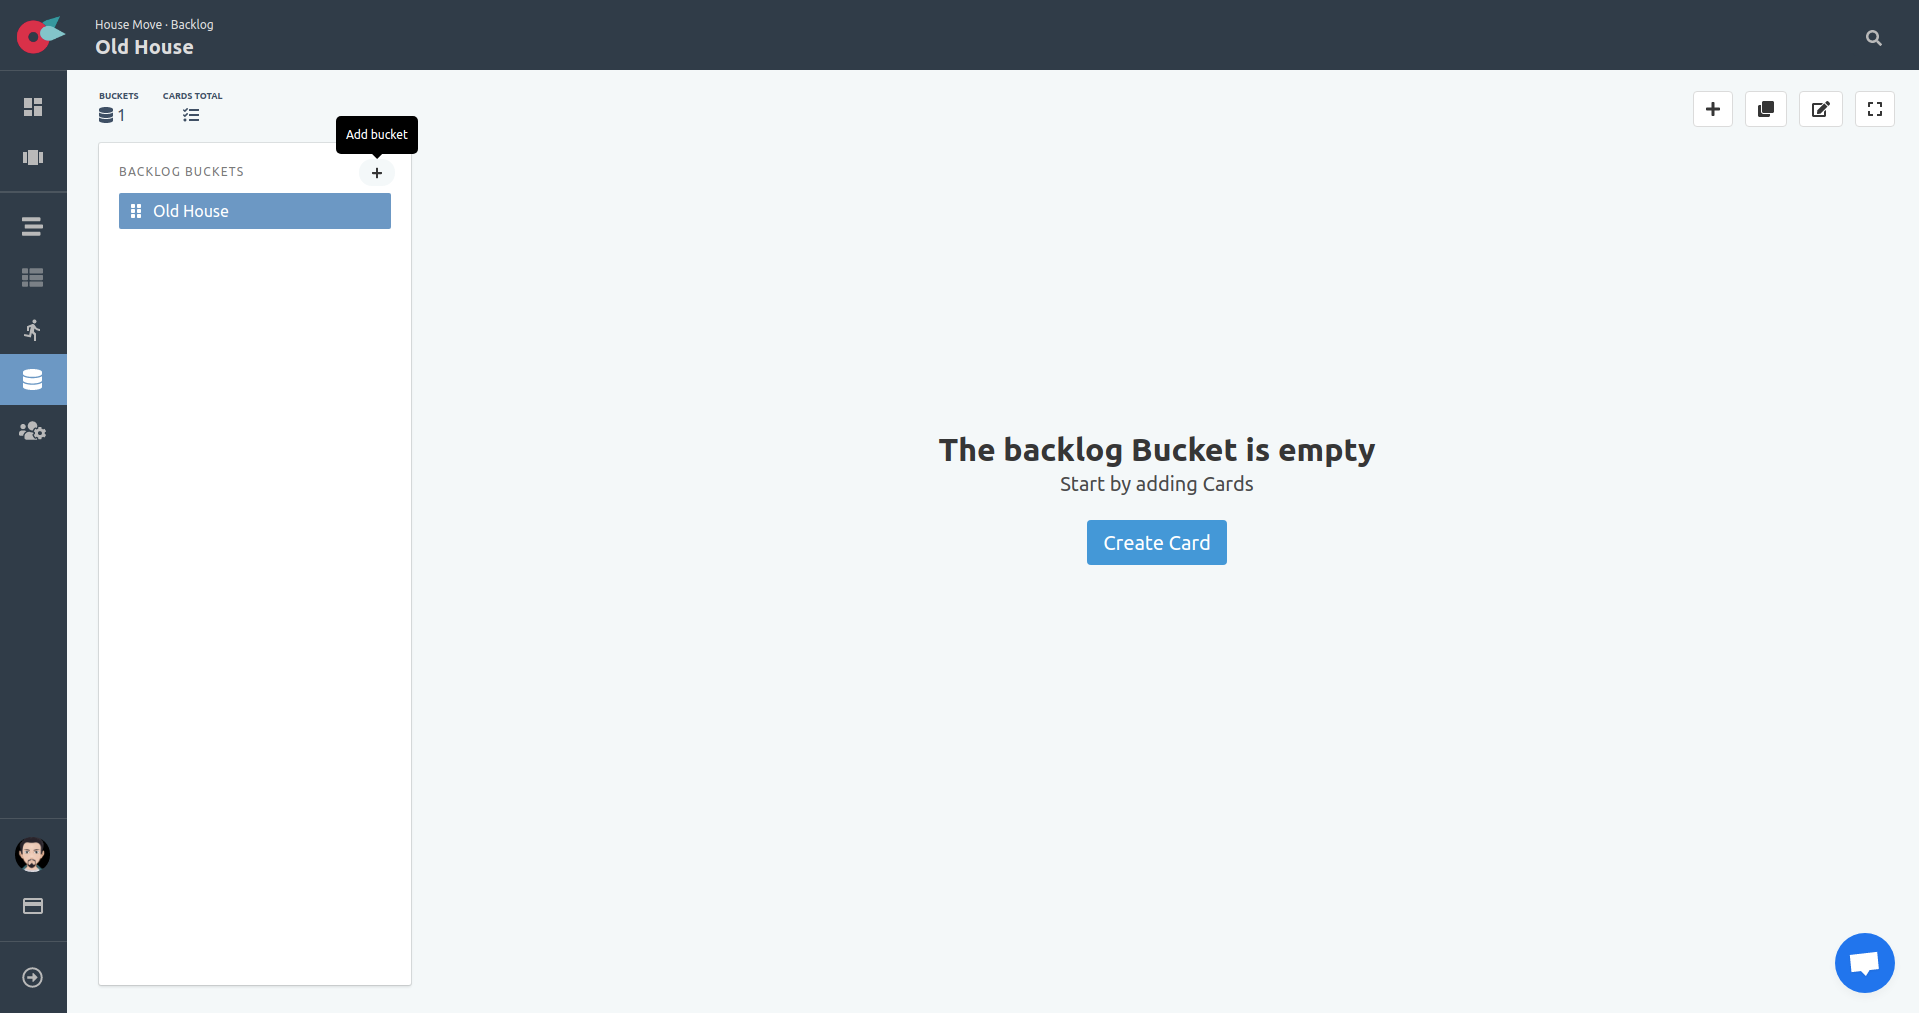 House Move · Backlog
Old House
BUCKETS
1
CARDS TOTAL
Add bucket
BACKLOG BUCKETS
Old House
The backlog Bucket is empty
Start by adding Cards
Create Card